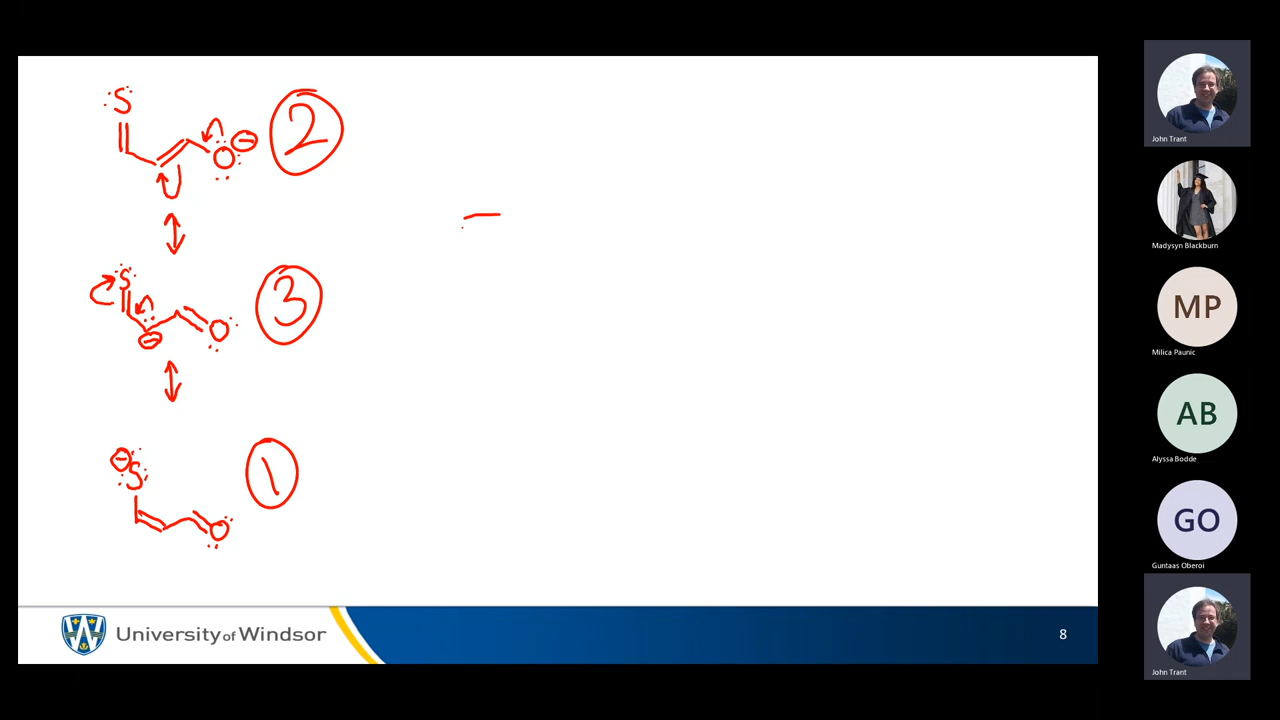 S
O
2
S
O
3
S
O
1
University of Windsor
8
John Trant
Madysyn Blackburn
MP
Milica Paunic
AB
Alyssa Bodde
GO
Guntaas Oberoi
John Trant